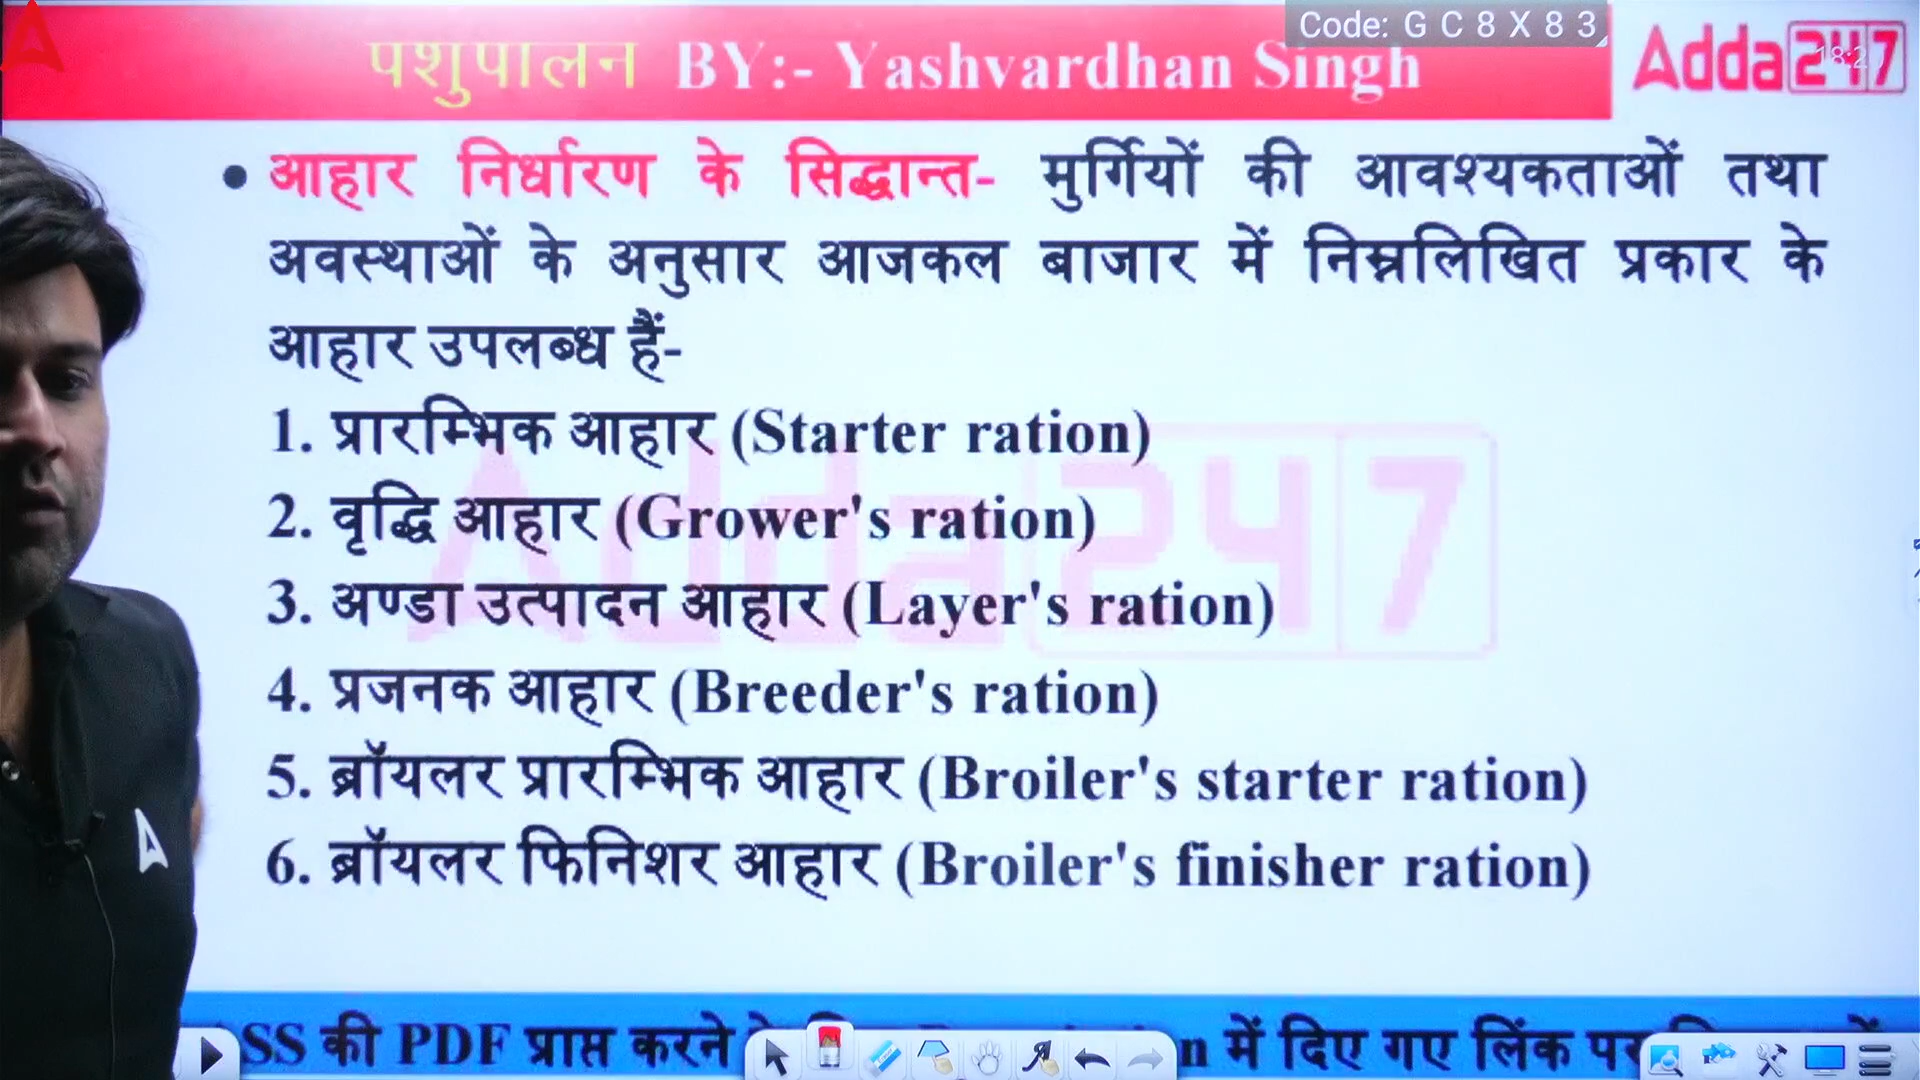 Code: G C 8 X 8 3
पशुपालन BY:- Yashvardhan Singh
Adda247
• आहार निर्धारण के सिद्धान्त- मुर्गियों की आवश्यकताओं तथा
अवस्थाओं के अनुसार आजकल बाजार में निम्नलिखित प्रकार के
आहार उपलब्ध हैं-
1. प्रारम्भिक आहार (Starter ration)
2. वृद्धि आहार (Grower's ration)
3. अण्डा उत्पादन आहार (Layer's ration)
4. प्रजनक आहार (Breeder's ration)
5. ब्रॉयलर प्रारम्भिक आहार (Broiler's starter ration)
6. ब्रॉयलर फिनिशर आहार (Broiler's finisher ration)
की PDF प्राप्त करने में दिए गए लिंक पर